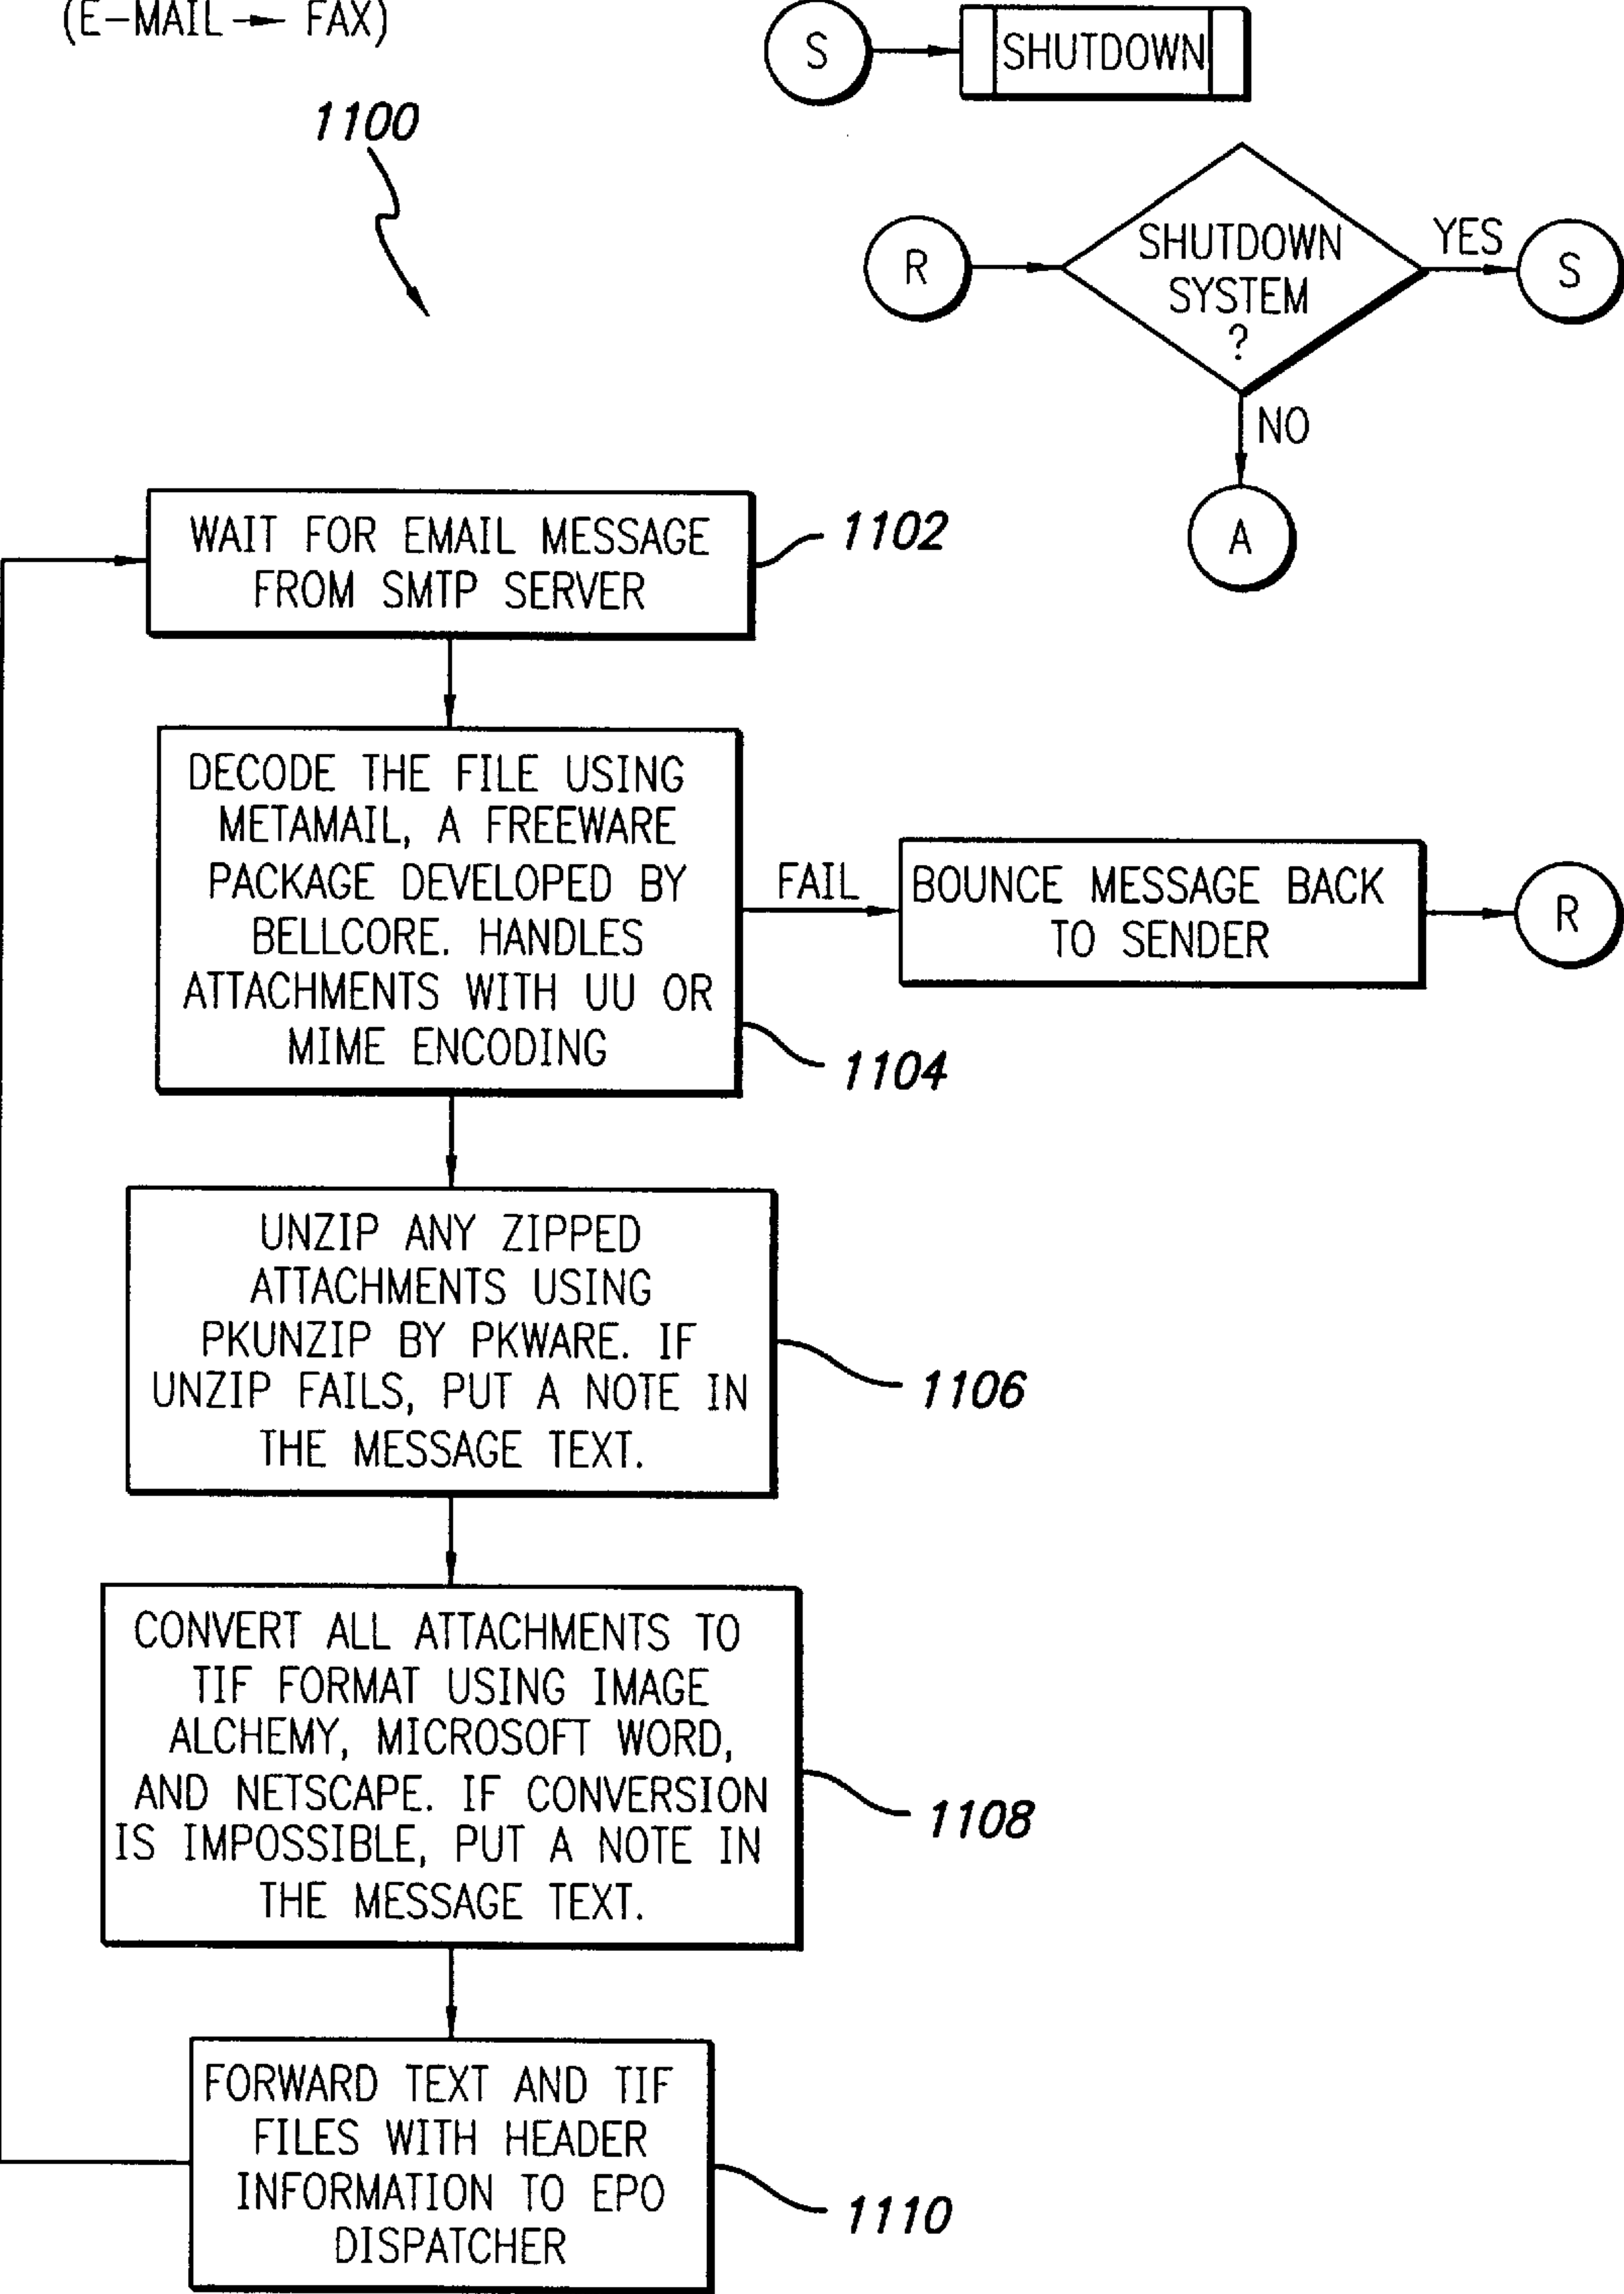 (E-MAIL → FAX)
1100
S
SHUTDOWN
R
SHUTDOWN
SYSTEM
?
YES
S
NO
A
WAIT FOR EMAIL MESSAGE
FROM SMTP SERVER
1102
DECODE THE FILE USING
METAMAIL, A FREEWARE
PACKAGE DEVELOPED BY
BELLCORE. HANDLES
ATTACHMENTS WITH UU OR
MIME ENCODING
1104
FAIL
BOUNCE MESSAGE BACK
TO SENDER
R
UNZIP ANY ZIPPED
ATTACHMENTS USING
PKUNZIP BY PKWARE. IF
UNZIP FAILS, PUT A NOTE IN
THE MESSAGE TEXT.
1106
CONVERT ALL ATTACHMENTS TO
TIF FORMAT USING IMAGE
ALCHEMY, MICROSOFT WORD,
AND NETSCAPE. IF CONVERSION
IS IMPOSSIBLE, PUT A NOTE IN
THE MESSAGE TEXT.
1108
FORWARD TEXT AND TIF
FILES WITH HEADER
INFORMATION TO EPO
DISPATCHER
1110